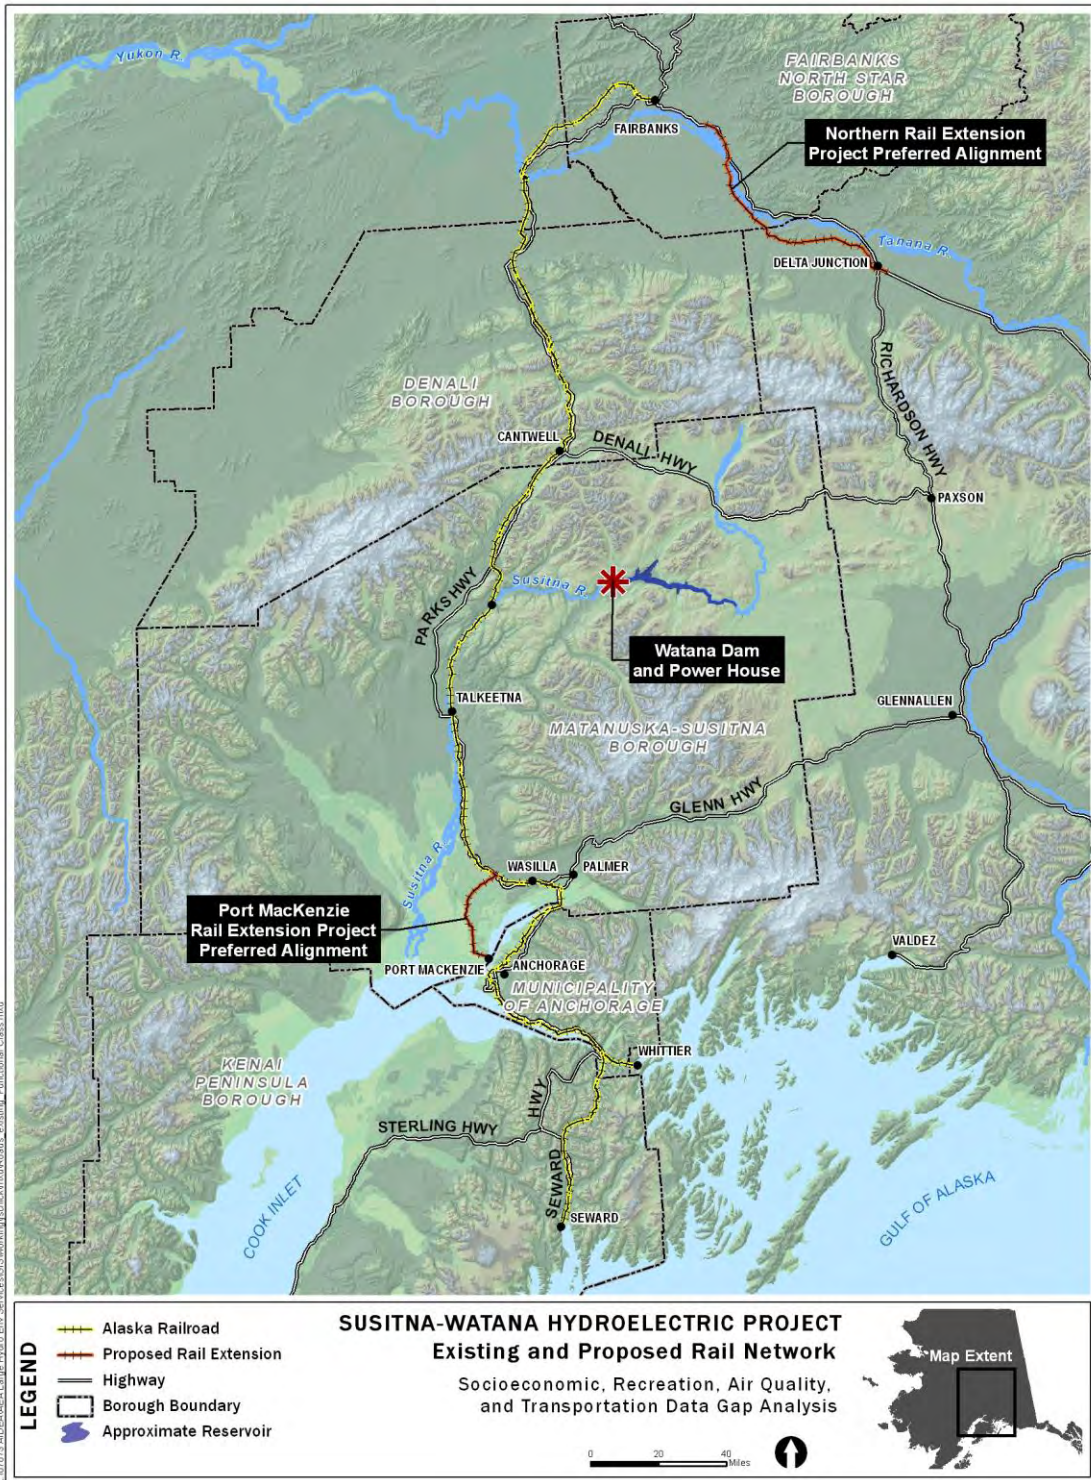 Yukon R.
FAIRBANKS
NORTH STAR
BOROUGH
FAIRBANKS
Northern Rail Extension
Project Preferred Alignment
Tanana R.
DELTA JUNCTION
RICHARDSON HWY
DENALI
BOROUGH
CANTWELL
DENALI HWY
PAXSON
PARKS HWY
Susitna R.
Watana Dam
and Power House
TALKEETNA
GLENNALLEN
MATANUSKA-SUSITNA
BOROUGH
GLENN HWY
Susitna R.
WASILLA
PALMER
Port MacKenzie
Rail Extension Project
Preferred Alignment
VALDEZ
PORT MACKENZIE
ANCHORAGE
MUNICIPALITY
OF ANCHORAGE
WHITTIER
KENAI
PENINSULA
BOROUGH
STERLING HWY
SEWARD HWY
SEWARD
COOK INLET
GULF OF ALASKA
LEGEND
Alaska Railroad
Proposed Rail Extension
Highway
Borough Boundary
Approximate Reservoir
SUSITNA-WATANA HYDROELECTRIC PROJECT
Existing and Proposed Rail Network
Socioeconomic, Recreation, Air Quality,
and Transportation Data Gap Analysis
0 20 40
Miles
Map Extent